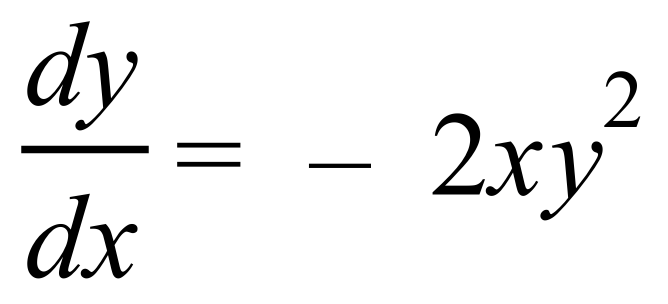 dy/dx = - 2xy²